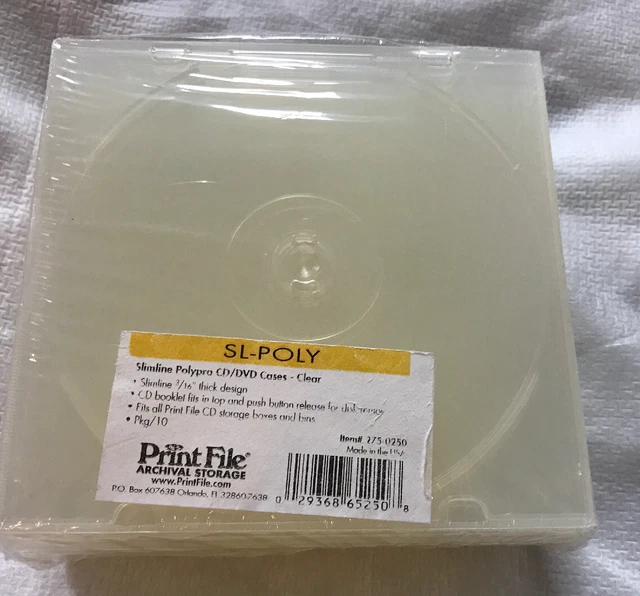 SL-POLY
Slimline Polypro CD/DVD Cases - Clear
• Slimline 3/16" thick design
• CD booklet fits in top and push button release for disk
• Fits all Print File CD storage boxes and bins
• Pkg/10
Item# 275-0250
Made in the USA
Print File®
ARCHIVAL STORAGE
www.PrintFile.com
P.O. Box 607638 Orlando, Fl 32860-7638
0 29368 65250 8